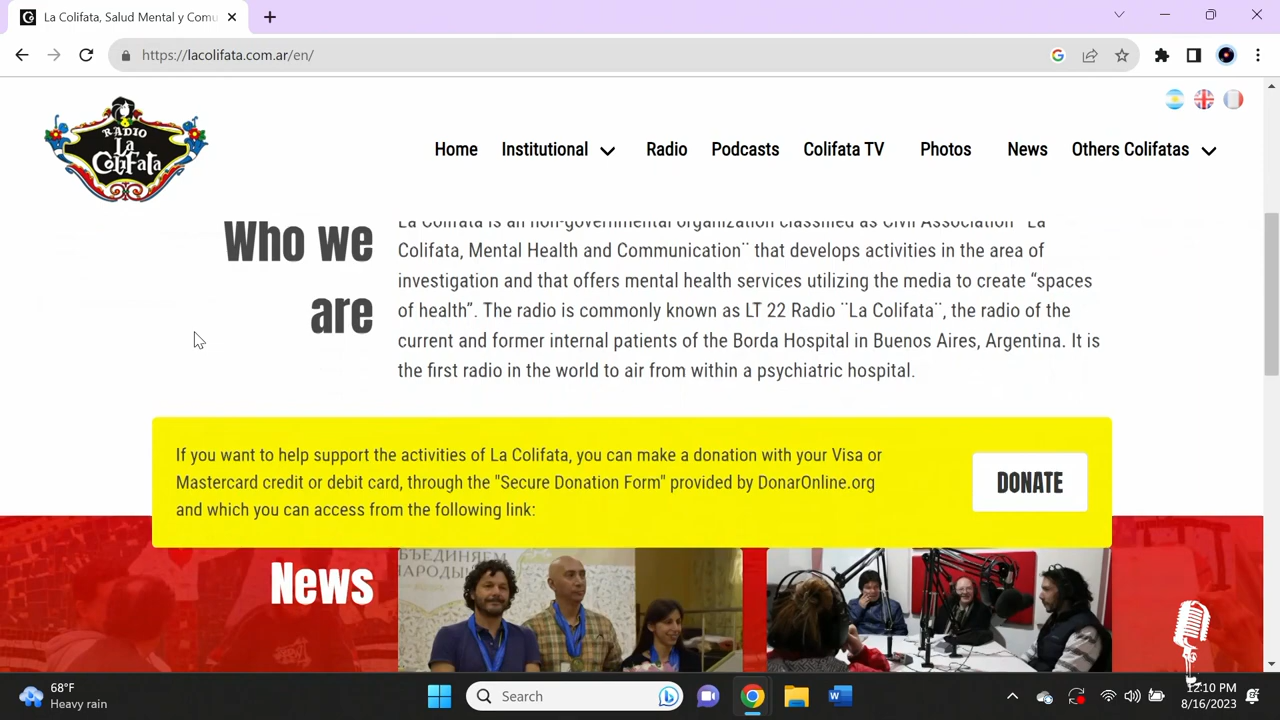 La Colifata, Salud Mental y Comu
https://lacolifata.com.ar/en/
RADIO
La
Colifata
Home Institutional Radio Podcasts Colifata TV Photos News Others Colifatas
Who we
are
La Colifata is an non-governmental organization classified as Civil Association ¨La
Colifata, Mental Health and Communication¨ that develops activities in the area of
investigation and that offers mental health services utilizing the media to create “spaces
of health”. The radio is commonly known as LT 22 Radio ¨La Colifata¨, the radio of the
current and former internal patients of the Borda Hospital in Buenos Aires, Argentina. It is
the first radio in the world to air from within a psychiatric hospital.
If you want to help support the activities of La Colifata, you can make a donation with your Visa or
Mastercard credit or debit card, through the "Secure Donation Form" provided by DonarOnline.org
and which you can access from the following link:
DONATE
News
ЪЕДИНЯЕМ
НАРОДЫ
68°F
Heavy rain
Search
12:10 PM
8/16/2023